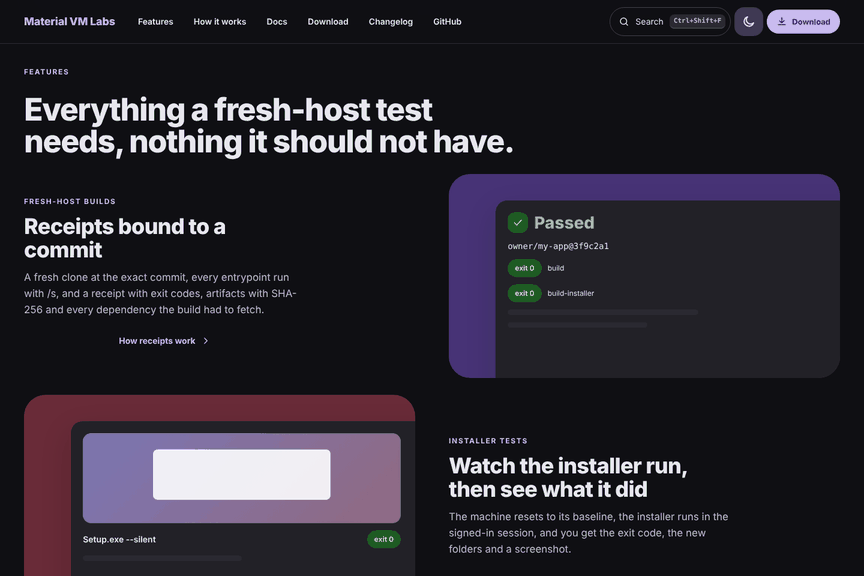 Material VM Labs
Features
How it works
Docs
Download
Changelog
GitHub
Search
Ctrl+Shift+F
Download
FEATURES
Everything a fresh-host test
needs, nothing it should not have.
FRESH-HOST BUILDS
Receipts bound to a
commit
A fresh clone at the exact commit, every entrypoint run
with /s, and a receipt with exit codes, artifacts with SHA-
256 and every dependency the build had to fetch.
How receipts work
Passed
owner/my-app@3f9c2a1
exit 0 build
exit 0 build-installer
Setup.exe --silent
exit 0
INSTALLER TESTS
Watch the installer run,
then see what it did
The machine resets to its baseline, the installer runs in the
signed-in session, and you get the exit code, the new
folders and a screenshot.